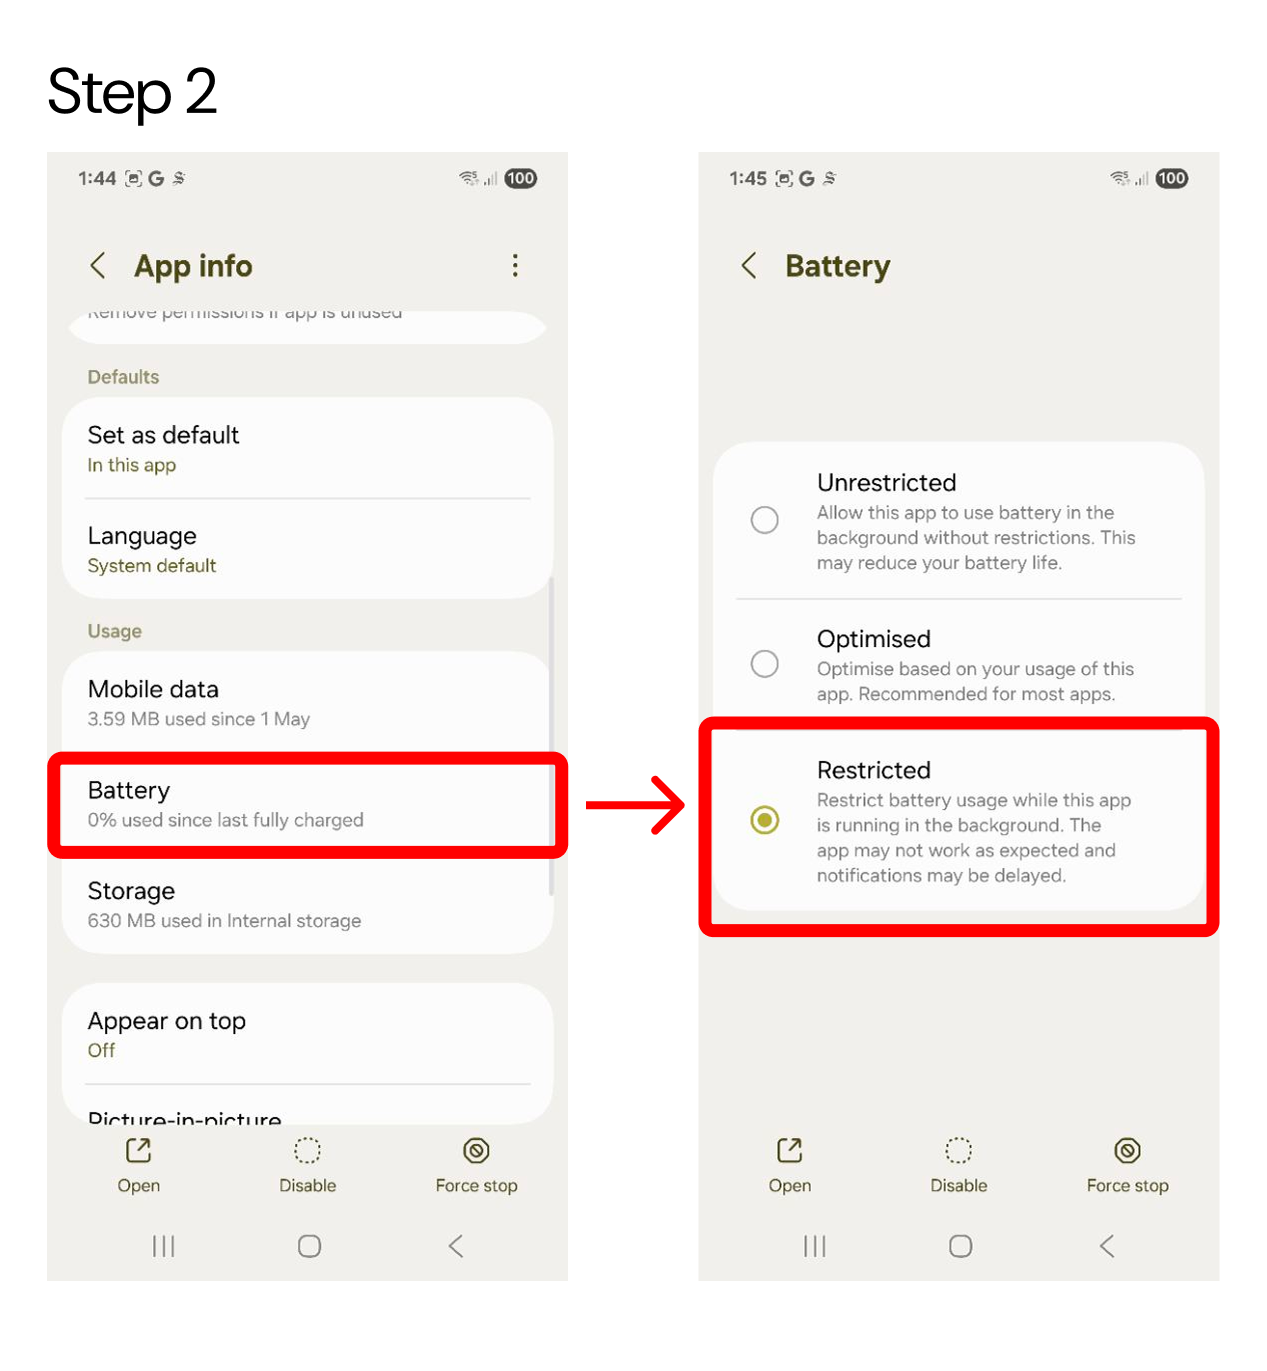 Step 2
1:44 G
100
App info
Remove permissions if app is unused
Defaults
Set as default
In this app
Language
System default
Usage
Mobile data
3.59 MB used since 1 May
Battery
0% used since last fully charged
Storage
630 MB used in Internal storage
Appear on top
Off
Picture-in-picture
Open
Disable
Force stop
1:45 G
100
Battery
Unrestricted
Allow this app to use battery in the
background without restrictions. This
may reduce your battery life.
Optimised
Optimise based on your usage of this
app. Recommended for most apps.
Restricted
Restrict battery usage while this app
is running in the background. The
app may not work as expected and
notifications may be delayed.
Open
Disable
Force stop